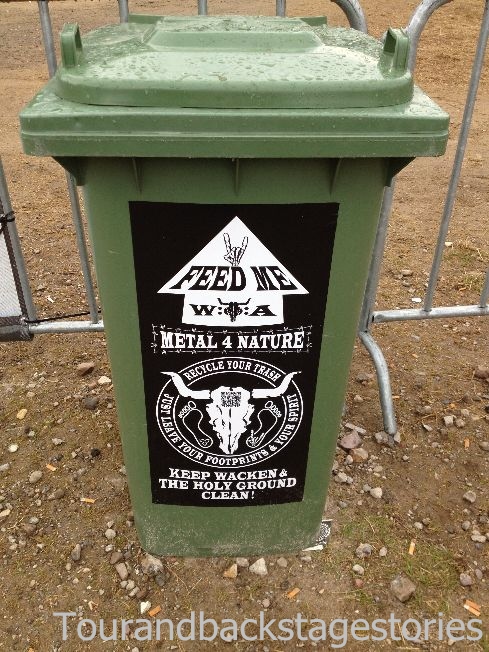 FEED ME
W:O:A
METAL 4 NATURE
RECYCLE YOUR TRASH
JUST LEAVE YOUR FOOTPRINTS & YOUR SPIRIT
KEEP WACKEN &
THE HOLY GROUND
CLEAN!
Tourandbackstagestories